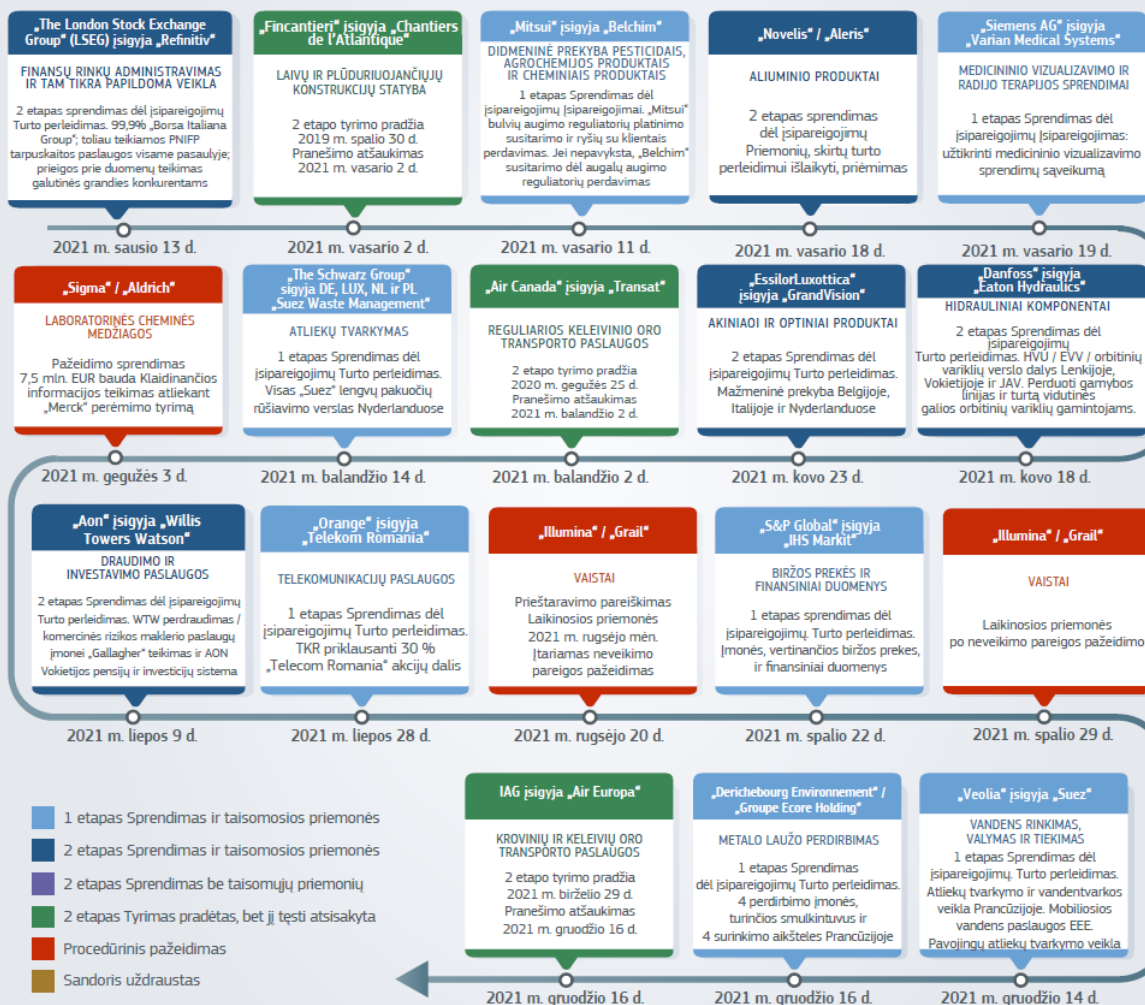 „The London Stock Exchange
Group“ (LSEG) įsigyja „Refinitiv“
FINANSŲ RINKŲ ADMINISTRAVIMAS
IR TAM TIKRA PAPILDOMA VEIKLA
2 etapas sprendimas dėl įsipareigojimų
Turto perleidimas. 99,9% „Borsa Italiana
Group“; toliau teikiamos PNIFP
tarpuskaitos paslaugos visame pasaulyje;
prieigos prie duomenų teikimas
galutinės grandies konkurentams
2021 m. sausio 13 d.
„Fincantieri“ įsigyja „Chantiers
de l'Atlantique“
LAIVŲ IR PLŪDURIUOJANČIŲJŲ
KONSTRUKCIJŲ STATYBA
2 etapo tyrimo pradžia
2019 m. spalio 30 d.
Pranešimo atšaukimas
2021 m. vasario 2 d.
2021 m. vasario 2 d.
„Mitsui“ įsigyja „Belchim“
DIDMENINĖ PREKYBA PESTICIDAIS,
AGROCHEMIJOS PRODUKTAIS
IR CHEMINIAIS PRODUKTAIS
1 etapas Sprendimas dėl
įsipareigojimų Įsipareigojimai. „Mitsui“
bulvių augimo reguliatorių platinimo
susitarimo ir ryšių su klientais
perdavimas. Jei nepavyksta, „Belchim“
susitarimo dėl augalų augimo
reguliatorių perdavimas
2021 m. vasario 11 d.
„Novelis“ / „Aleris“
ALIUMINIO PRODUKTAI
2 etapas sprendimas
dėl įsipareigojimų
Priemonių, skirtų turto
perleidimui išlaikyti, priėmimas
2021 m. vasario 18 d.
„Siemens AG“ įsigyja
„Varian Medical Systems“
MEDICININIO VIZUALIZAVIMO IR
RADIJO TERAPIJOS SPRENDIMAI
1 etapas Sprendimas dėl
įsipareigojimų Įsipareigojimas:
užtikrinti medicininio vizualizavimo
sprendimų sąveikumą
2021 m. vasario 19 d.
„Sigma“ / „Aldrich“
LABORATORINĖS CHEMINĖS
MEDŽIAGOS
Pažeidimo sprendimas
7,5 mln. EUR bauda Klaidinančios
informacijos teikimas atliekant
„Merck“ perėmimo tyrimą
2021 m. gegužės 3 d.
„The Schwarz Group“
sigyja DE, LUX, NL ir PL
„Suez Waste Management“
ATLIEKŲ TVARKYMAS
1 etapas Sprendimas dėl
įsipareigojimų Turto perleidimas.
Visas „Suez“ lengvų pakuočių
rūšiavimo verslas Nyderlanduose
2021 m. balandžio 14 d.
„Air Canada“ įsigyja „Transat“
REGULIARIOS KELEIVINIO ORO
TRANSPORTO PASLAUGOS
2 etapo tyrimo pradžia
2020 m. gegužės 25 d.
Pranešimo atšaukimas
2021 m. balandžio 2 d.
2021 m. balandžio 2 d.
„EssilorLuxottica“
įsigyja „GrandVision“
AKINIAOI IR OPTINIAI PRODUKTAI
2 etapas Sprendimas dėl
įsipareigojimų Turto perleidimas.
Mažmeninė prekyba Belgijoje,
Italijoje ir Nyderlanduose
2021 m. kovo 23 d.
„Danfoss“ įsigyja
„Eaton Hydraulics“
HIDRAULINIAI KOMPONENTAI
2 etapas Sprendimas dėl
įsipareigojimų
Turto perleidimas. HVU / EVV / orbitinių
variklių verslo dalys Lenkijoje,
Vokietijoje ir JAV. Perduoti gamybos
linijas ir turtą vidutinės
galios orbitinių variklių gamintojams.
2021 m. kovo 18 d.
„Aon“ įsigyja „Willis
Towers Watson“
DRAUDIMO IR
INVESTAVIMO PASLAUGOS
2 etapas Sprendimas dėl įsipareigojimų
Turto perleidimas. WTW perdraudimas /
komercinės rizikos maklerio paslaugų
įmonei „Gallagher“ teikimas ir AON
Vokietijos pensijų ir investicijų sistema
2021 m. liepos 9 d.
„Orange“ įsigyja
„Telekom Romania“
TELEKOMUNIKACIJŲ PASLAUGOS
1 etapas Sprendimas dėl
įsipareigojimų Turto perleidimas.
TKR priklausanti 30 %
„Telecom Romania“ akcijų dalis
2021 m. liepos 28 d.
„Illumina“ / „Grail“
VAISTAI
Prieštaravimo pareiškimas
Laikinosios priemonės
2021 m. rugsėjo mėn.
Įtariamas neveikimo
pareigos pažeidimas
2021 m. rugsėjo 20 d.
„S&P Global“ įsigyja
„IHS Markit“
BIRŽOS PREKĖS IR
FINANSINIAI DUOMENYS
1 etapas sprendimas dėl
įsipareigojimų. Turto perleidimas.
Įmonės, vertinančios biržos prekes,
ir finansiniai duomenys
2021 m. spalio 22 d.
„Illumina“ / „Grail“
VAISTAI
Laikinosios priemonės
po neveikimo pareigos pažeidimo
2021 m. spalio 29 d.
1 etapas Sprendimas ir taisomosios priemonės
2 etapas Sprendimas ir taisomosios priemonės
2 etapas Sprendimas be taisomųjų priemonių
2 etapas Tyrimas pradėtas, bet jį tęsti atsisakyta
Procedūrinis pažeidimas
Sandoris uždraustas
IAG įsigyja „Air Europa“
KROVINIŲ IR KELEIVIŲ ORO
TRANSPORTO PASLAUGOS
2 etapo tyrimo pradžia
2021 m. birželio 29 d.
Pranešimo atšaukimas
2021 m. gruodžio 16 d.
2021 m. gruodžio 16 d.
„Derichebourg Environnement“ /
„Groupe Ecore Holding“
METALO LAUŽO PERDIRBIMAS
1 etapas Sprendimas
dėl įsipareigojimų Turto perleidimas.
4 perdirbimo įmonės,
turinčios smulkintuvus ir
4 surinkimo aikšteles Prancūzijoje
2021 m. gruodžio 16 d.
„Veolia“ įsigyja „Suez“
VANDENS RINKIMAS,
VALYMAS IR TIEKIMAS
1 etapas Sprendimas dėl
įsipareigojimų. Turto perleidimas.
Atliekų tvarkymo ir vandentvarkos
veikla Prancūzijoje. Mobiliosios
vandens paslaugos EEE.
Pavojingų atliekų tvarkymo veikla
2021 m. gruodžio 14 d.